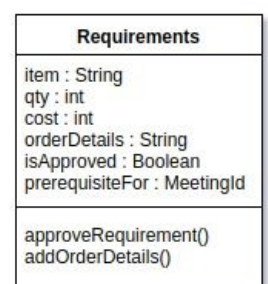 Requirements
item : String
qty : int
cost : int
orderDetails : String
isApproved : Boolean
prerequisiteFor : MeetingId
approveRequirement()
addOrderDetails()